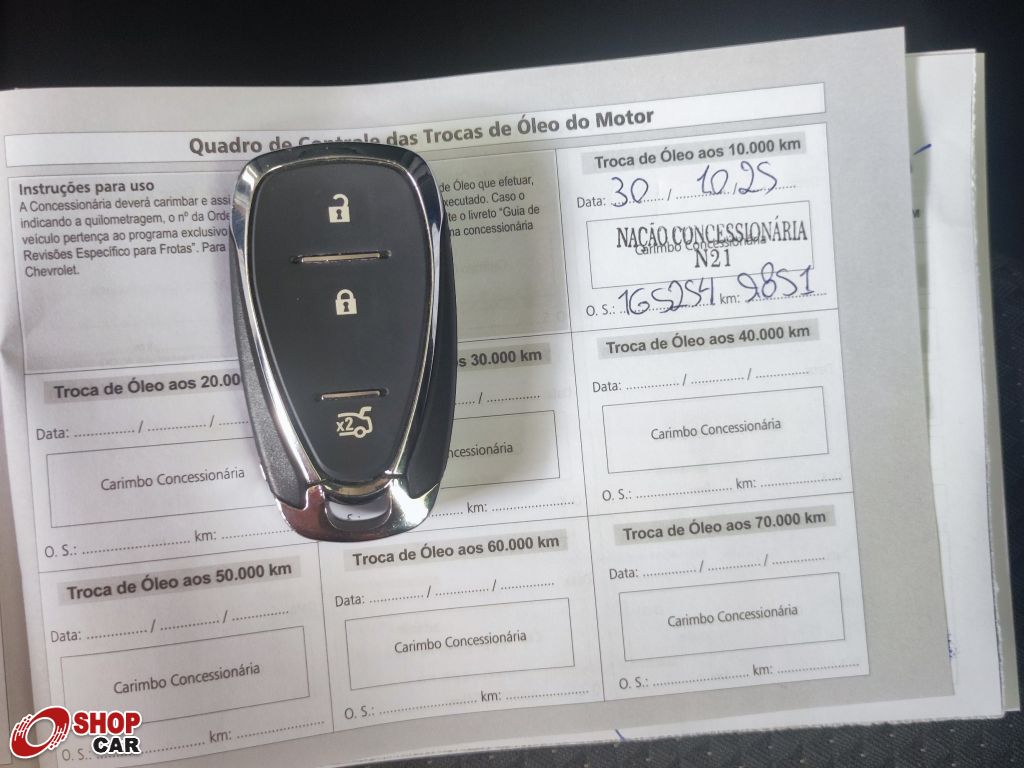 Quadro de Controle das Trocas de Óleo do Motor
Instruções para uso
A Concessionária deverá carimbar e assi
indicando a quilometragem, o nº da Orde
veículo pertença ao programa exclusivo
Revisões Específico para Frotas". Para
Chevrolet.
de Óleo que efetuar,
executado. Caso o
te o livreto "Guia de
na concessionária
Troca de Óleo aos 10.000 km
Data: 30 / 10 / 25
Carimbo Concessionária
NAÇÃO CONCESSIONÁRIA
N21
O. S.: 165254 km: 9851
Troca de Óleo aos 20.00
Data: / /
Carimbo Concessionária
O. S.: km:
s 30.000 km
/
ncessionária
km:
Troca de Óleo aos 40.000 km
Data: / /
Carimbo Concessionária
O. S.: km:
Troca de Óleo aos 50.000 km
Data: / /
Carimbo Concessionária
O. S.: km:
Troca de Óleo aos 60.000 km
Data: / /
Carimbo Concessionária
O. S.: km:
Troca de Óleo aos 70.000 km
Data: / /
Carimbo Concessionária
O. S.: km:
x2
SHOP
CAR